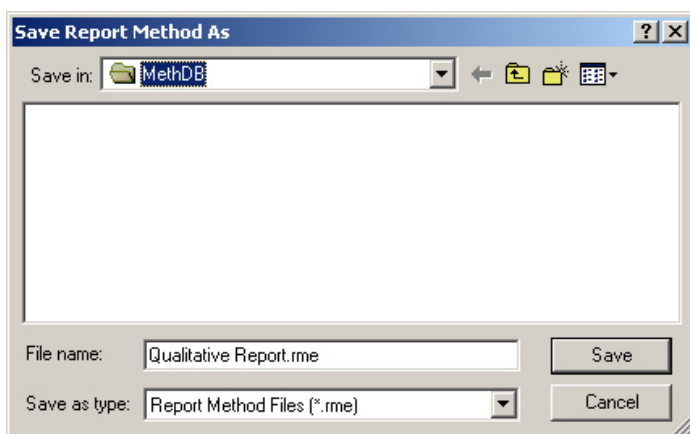 Save Report Method As
Save in: MethDB
File name: Qualitative Report.rme Save
Save as type: Report Method Files (*.rme) Cancel